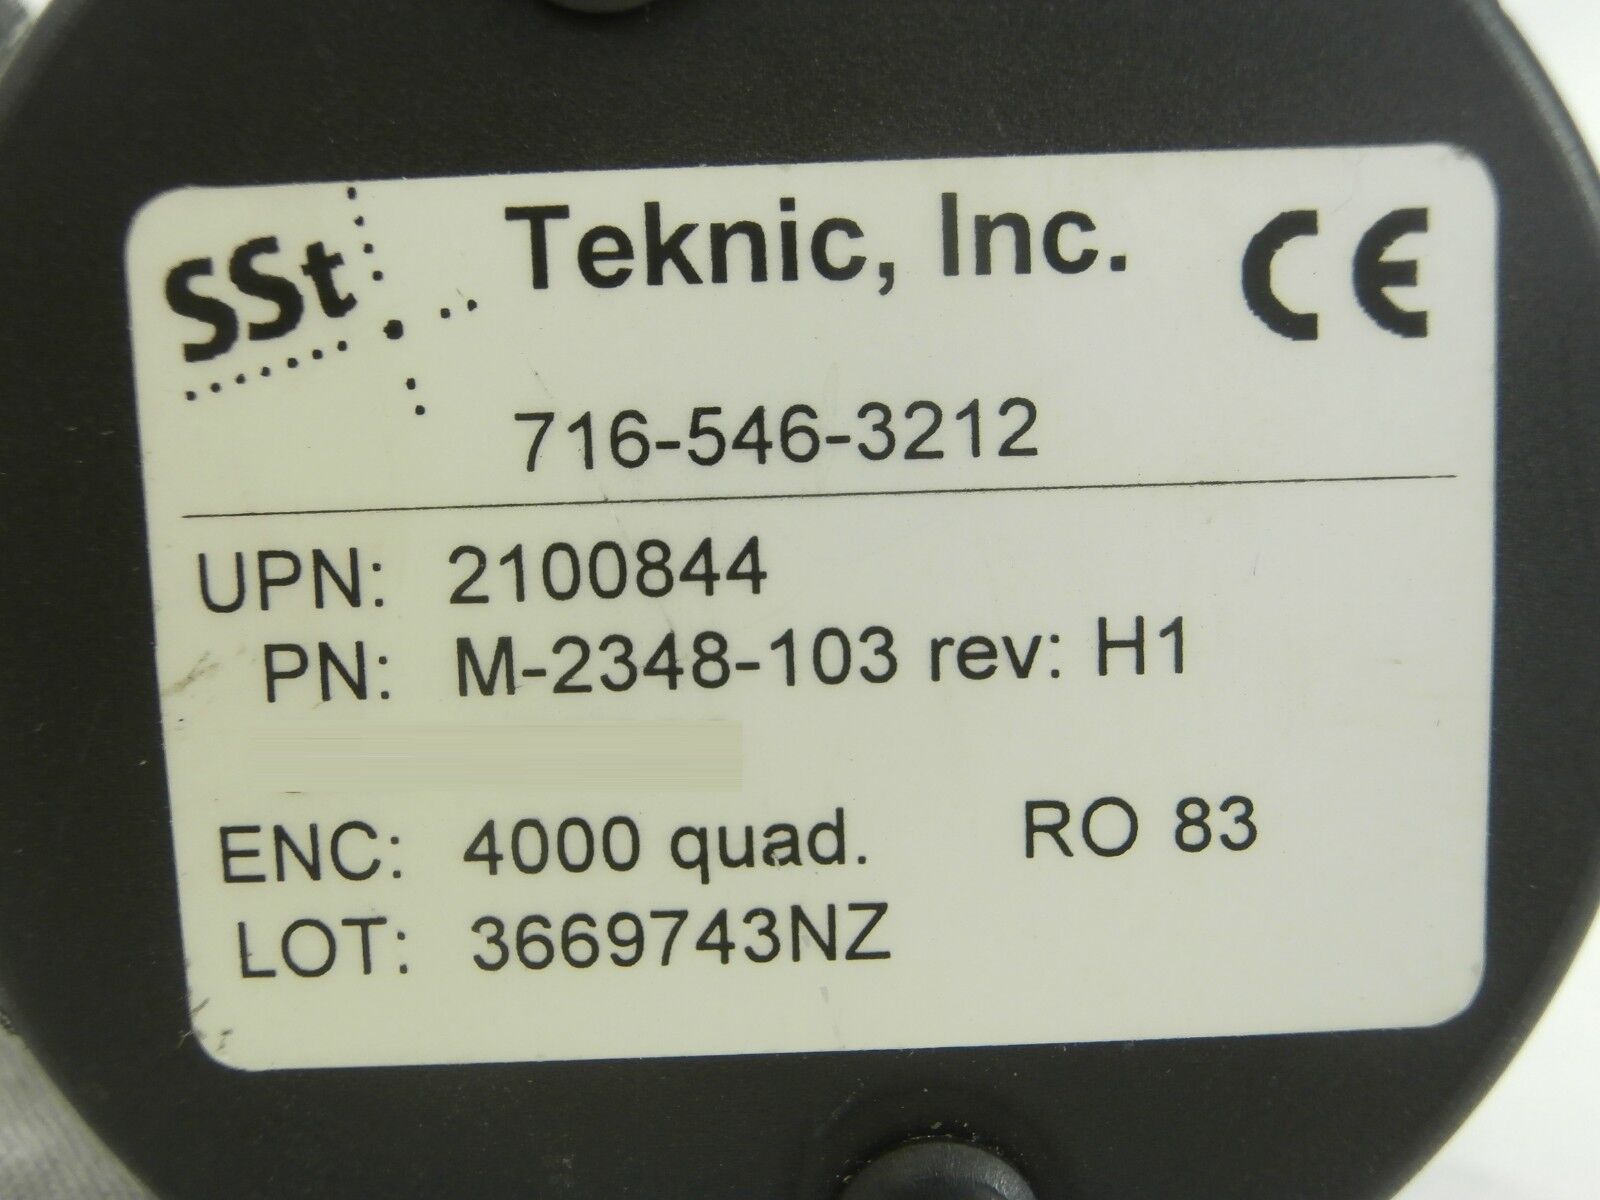 SSt
Teknic, Inc.
CE
716-546-3212
UPN: 2100844
PN: M-2348-103 rev: H1
ENC: 4000 quad. RO 83
LOT: 3669743NZ